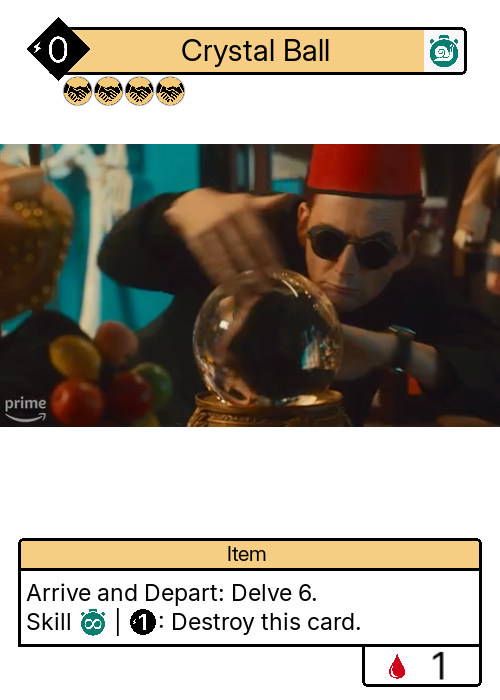 0
Crystal Ball
prime
Item
Arrive and Depart: Delve 6.
Skill | 1: Destroy this card.
1